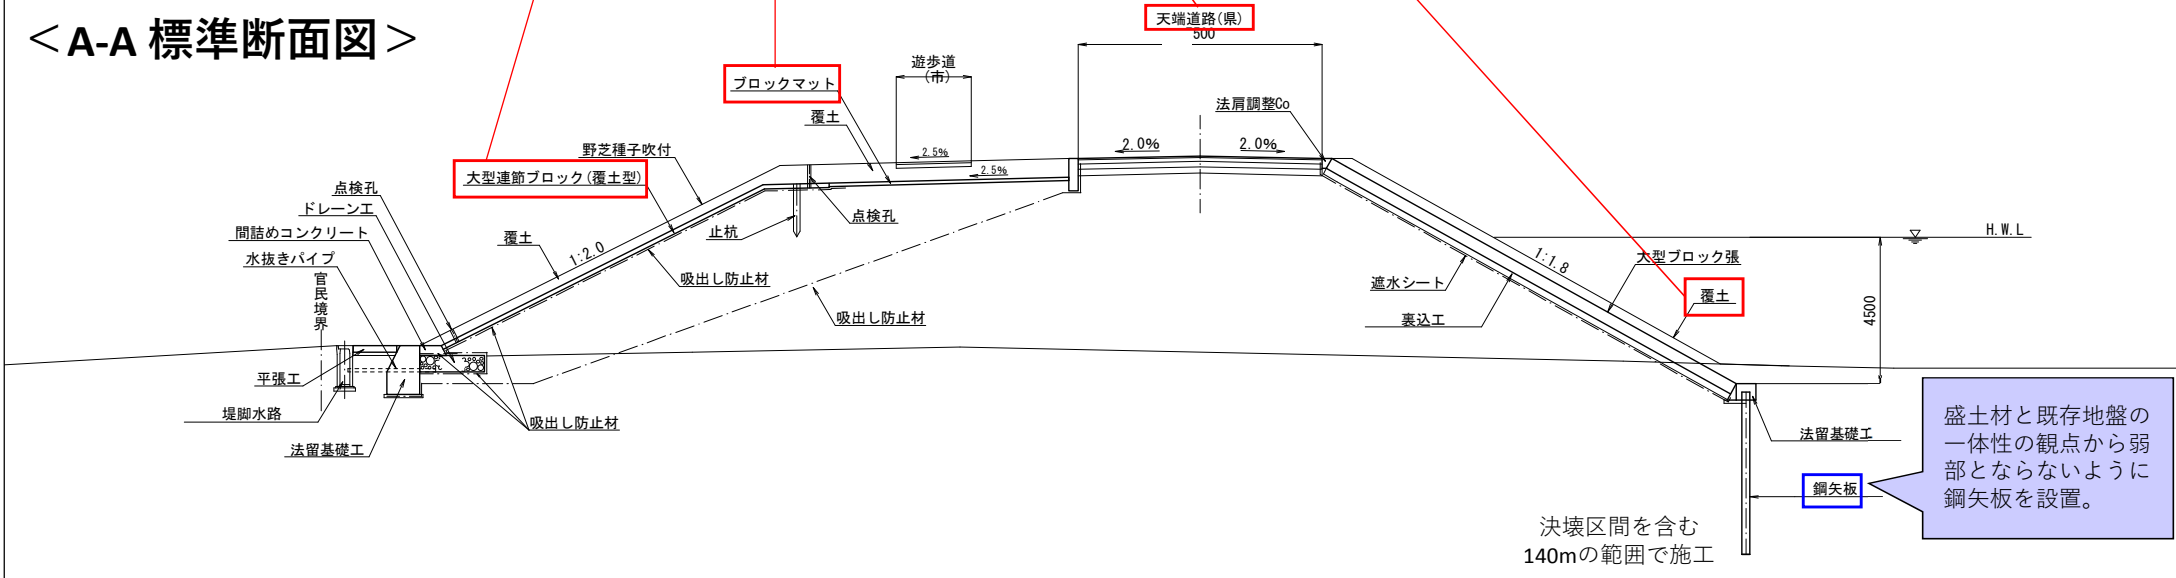 ＜A-A 標準断面図＞
天端道路(県)
500
遊歩道
(市)
ブロックマット
覆土
法肩調整Co
2.0%
2.0%
2.5%
2.5%
野芝種子吹付
大型連節ブロック(覆土型)
点検孔
ドレーン工
間詰めコンクリート
水抜きパイプ
官民境界
覆土
1:2.0
止杭
点検孔
吸出し防止材
吸出し防止材
H.W.L
1:1.8
大型ブロック張
遮水シート
覆土
裏込工
4500
平張工
堤脚水路
法留基礎工
吸出し防止材
法留基礎工
鋼矢板
盛土材と既存地盤の
一体性の観点から弱
部とならないように
鋼矢板を設置。
決壊区間を含む
140mの範囲で施工